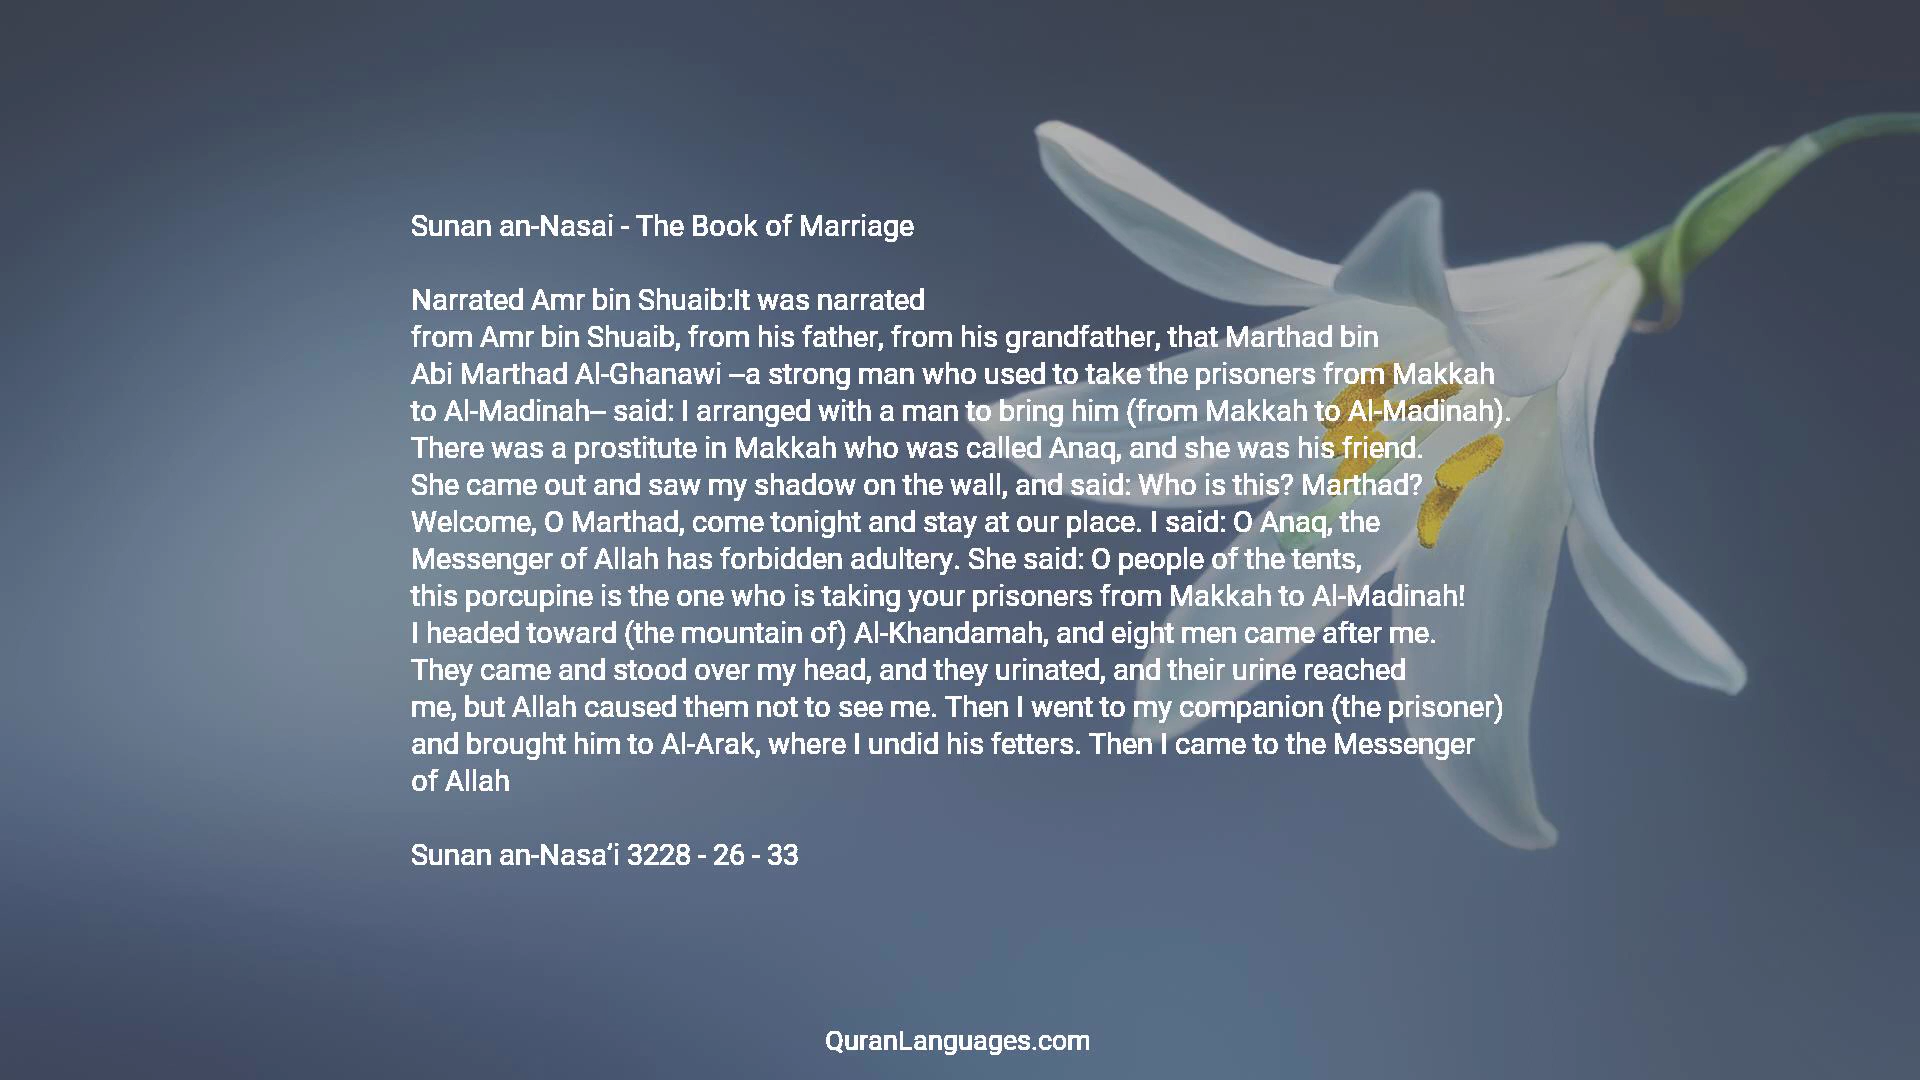 Sunan an-Nasai - The Book of Marriage
Narrated Amr bin Shuaib:It was narrated
from Amr bin Shuaib, from his father, from his grandfather, that Marthad bin
Abi Marthad Al-Ghanawi –a strong man who used to take the prisoners from Makkah
to Al-Madinah– said: I arranged with a man to bring him (from Makkah to Al-Madinah).
There was a prostitute in Makkah who was called Anaq, and she was his friend.
She came out and saw my shadow on the wall, and said: Who is this? Marthad?
Welcome, O Marthad, come tonight and stay at our place. I said: O Anaq, the
Messenger of Allah has forbidden adultery. She said: O people of the tents,
this porcupine is the one who is taking your prisoners from Makkah to Al-Madinah!
I headed toward (the mountain of) Al-Khandamah, and eight men came after me.
They came and stood over my head, and they urinated, and their urine reached
me, but Allah caused them not to see me. Then I went to my companion (the prisoner)
and brought him to Al-Arak, where I undid his fetters. Then I came to the Messenger
of Allah
Sunan an-Nasa’i 3228 - 26 - 33
QuranLanguages.com